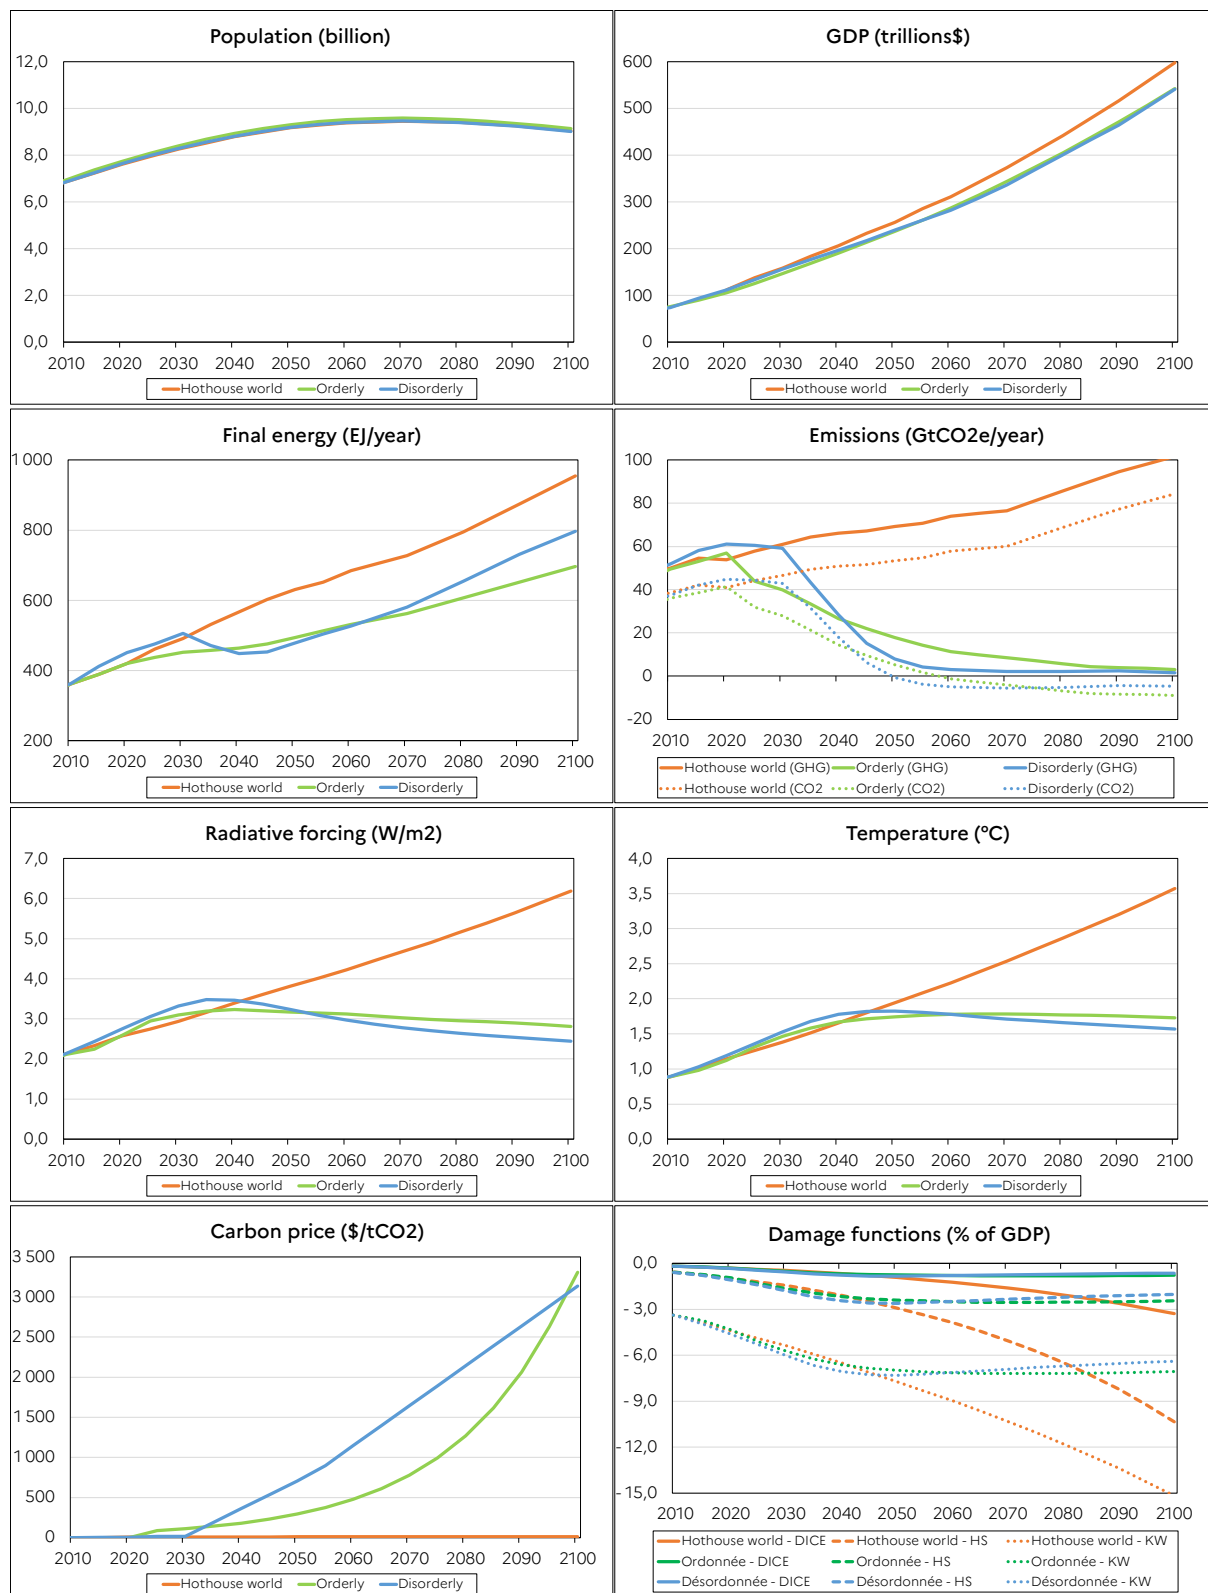 Population (billion)
12,0
10,0
8,0
6,0
4,0
2,0
0,0
2010 2020 2030 2040 2050 2060 2070 2080 2090 2100
Hothouse world Orderly Disorderly
GDP (trillions$)
600
500
400
300
200
100
0
2010 2020 2030 2040 2050 2060 2070 2080 2090 2100
Hothouse world Orderly Disorderly
Final energy (EJ/year)
1 000
800
600
400
200
2010 2020 2030 2040 2050 2060 2070 2080 2090 2100
Hothouse world Orderly Disorderly
Emissions (GtCO2e/year)
100
80
60
40
20
0
-20
2010 2020 2030 2040 2050 2060 2070 2080 2090 2100
Hothouse world (GHG) Orderly (GHG) Disorderly (GHG)
Hothouse world (CO2 Orderly (CO2) Disorderly (CO2)
Radiative forcing (W/m2)
7,0
6,0
5,0
4,0
3,0
2,0
1,0
0,0
2010 2020 2030 2040 2050 2060 2070 2080 2090 2100
Hothouse world Orderly Disorderly
Temperature (°C)
4,0
3,5
3,0
2,5
2,0
1,5
1,0
0,5
0,0
2010 2020 2030 2040 2050 2060 2070 2080 2090 2100
Hothouse world Orderly Disorderly
Carbon price ($/tCO2)
3 500
3 000
2 500
2 000
1 500
1 000
500
0
2010 2020 2030 2040 2050 2060 2070 2080 2090 2100
Hothouse world Orderly Disorderly
Damage functions (% of GDP)
0,0
-3,0
-6,0
-9,0
-12,0
-15,0
2010 2020 2030 2040 2050 2060 2070 2080 2090 2100
Hothouse world - DICE Hothouse world - HS Hothouse world - KW
Ordonnée - DICE Ordonnée - HS Ordonnée - KW
Désordonnée - DICE Désordonnée - HS Désordonnée - KW